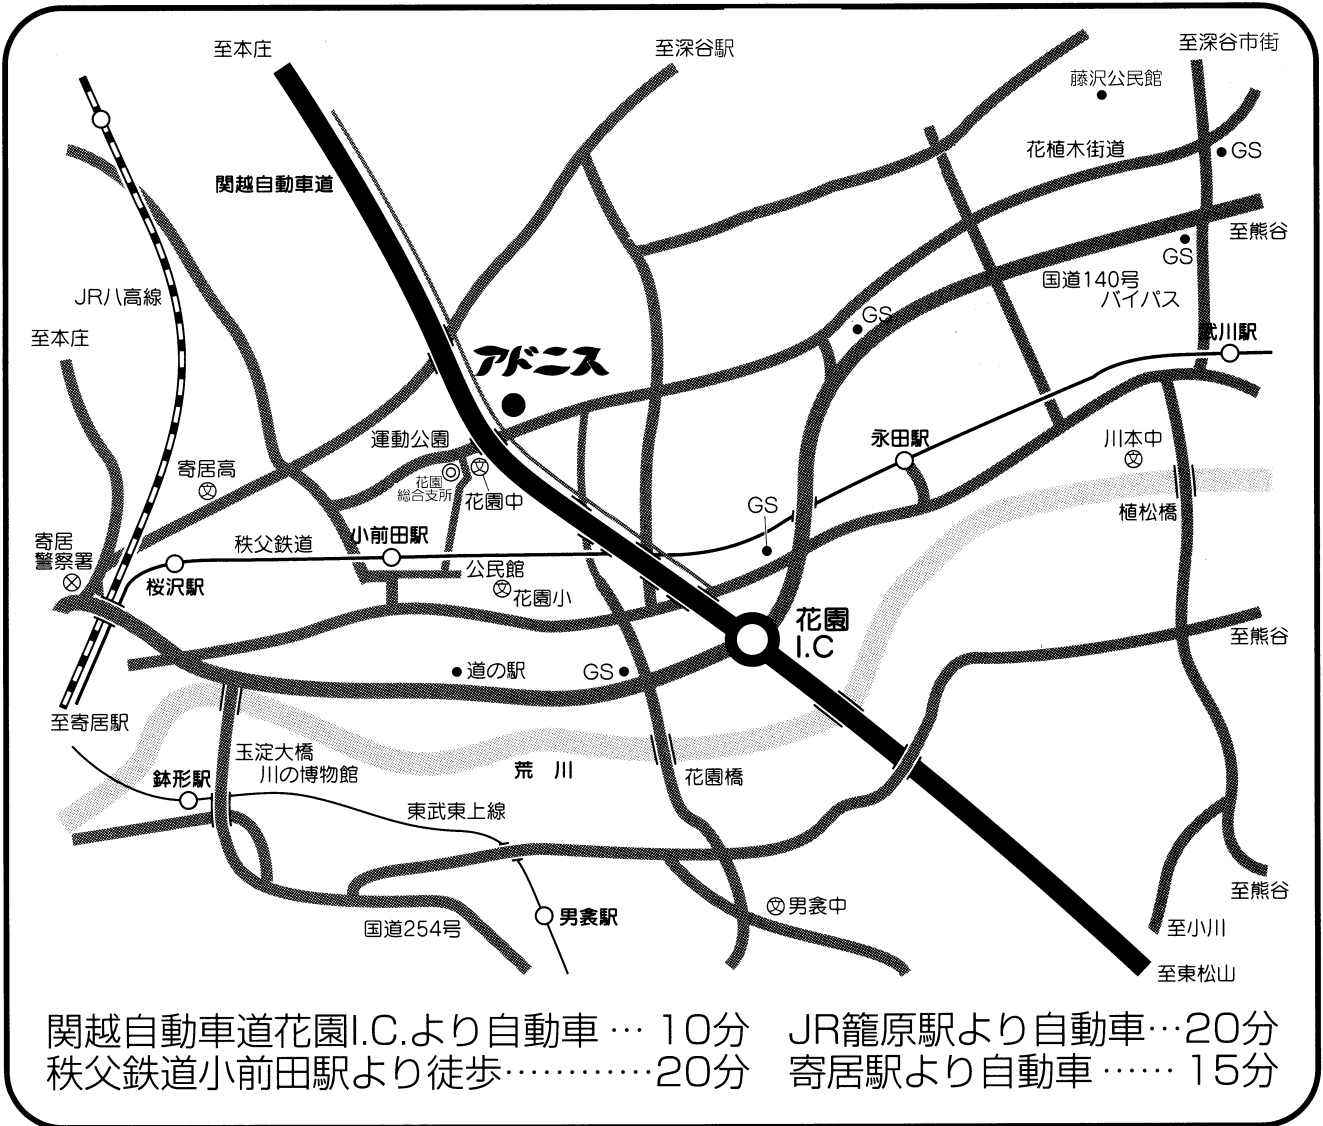 至本庄
至深谷駅
至深谷市街
藤沢公民館
花植木街道
GS
関越自動車道
至熊谷
GS
国道140号
バイパス
JR八高線
GS
武川駅
至本庄
アドニス
運動公園
永田駅
川本中
文
寄居高
文
花園
総合支所
文
花園中
GS
植松橋
寄居
警察署
秩父鉄道
小前田駅
桜沢駅
公民館
文
花園小
花園
I.C
至熊谷
道の駅
GS
至寄居駅
玉淀大橋
川の博物館
荒川
花園橋
鉢形駅
東武東上線
至熊谷
文男衾中
男衾駅
国道254号
至小川
至東松山
関越自動車道花園I.C.より自動車 … 10分
JR籠原駅より自動車…20分
秩父鉄道小前田駅より徒歩…………20分
寄居駅より自動車 …… 15分